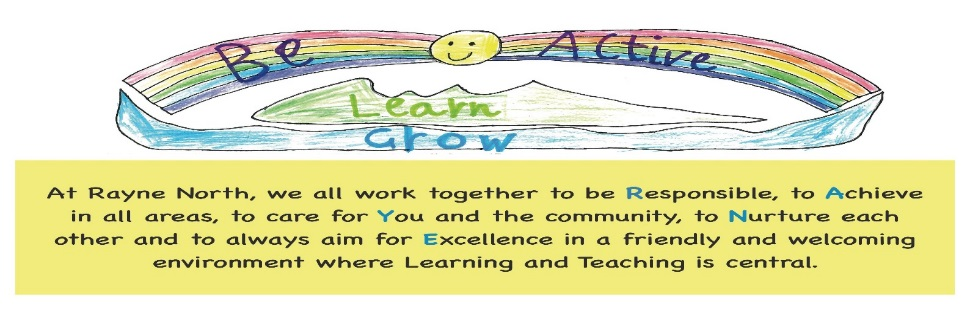 Be Active
Learn
Grow
At Rayne North, we all work together to be Responsible, to Achieve
in all areas, to care for You and the community, to Nurture each
other and to always aim for Excellence in a friendly and welcoming
environment where Learning and Teaching is central.